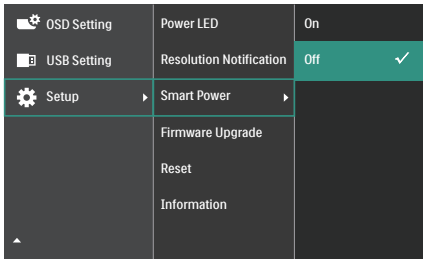 OSD Setting
USB Setting
Setup
Power LED
Resolution Notification
Smart Power
Firmware Upgrade
Reset
Information
On
Off